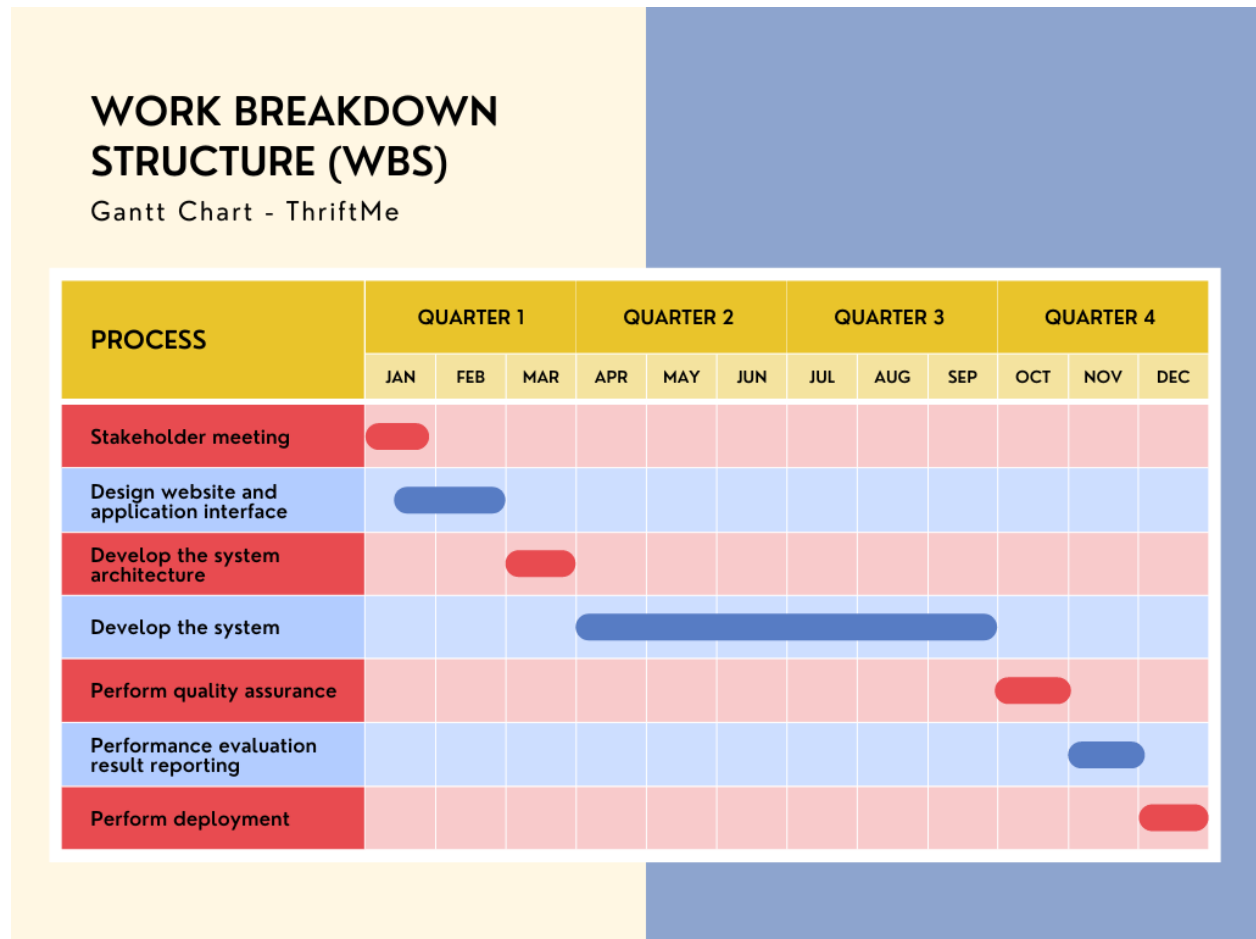 WORK BREAKDOWN
STRUCTURE (WBS)
Gantt Chart - ThriftMe
PROCESS
QUARTER 1 QUARTER 2 QUARTER 3 QUARTER 4
JAN FEB MAR APR MAY JUN JUL AUG SEP OCT NOV DEC
Stakeholder meeting
Design website and
application interface
Develop the system
architecture
Develop the system
Perform quality assurance
Performance evaluation
result reporting
Perform deployment